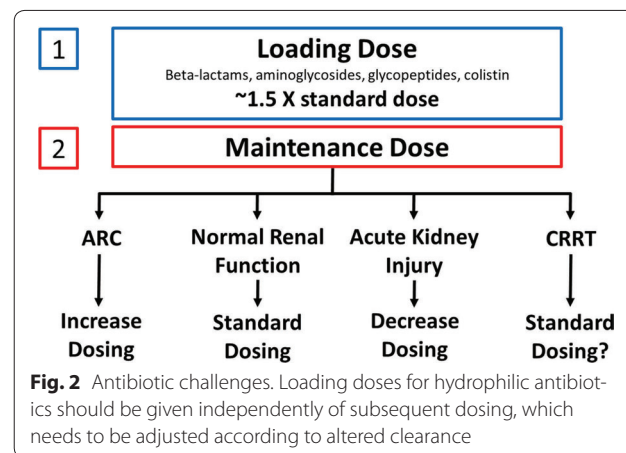 1
Loading Dose
Beta-lactams, aminoglycosides, glycopeptides, colistin
~1.5 X standard dose
2
Maintenance Dose
ARC
Normal Renal
Function
Acute Kidney
Injury
CRRT
Increase
Dosing
Standard
Dosing
Decrease
Dosing
Standard
Dosing?
Fig. 2 Antibiotic challenges. Loading doses for hydrophilic antibiot-
ics should be given independently of subsequent dosing, which
needs to be adjusted according to altered clearance